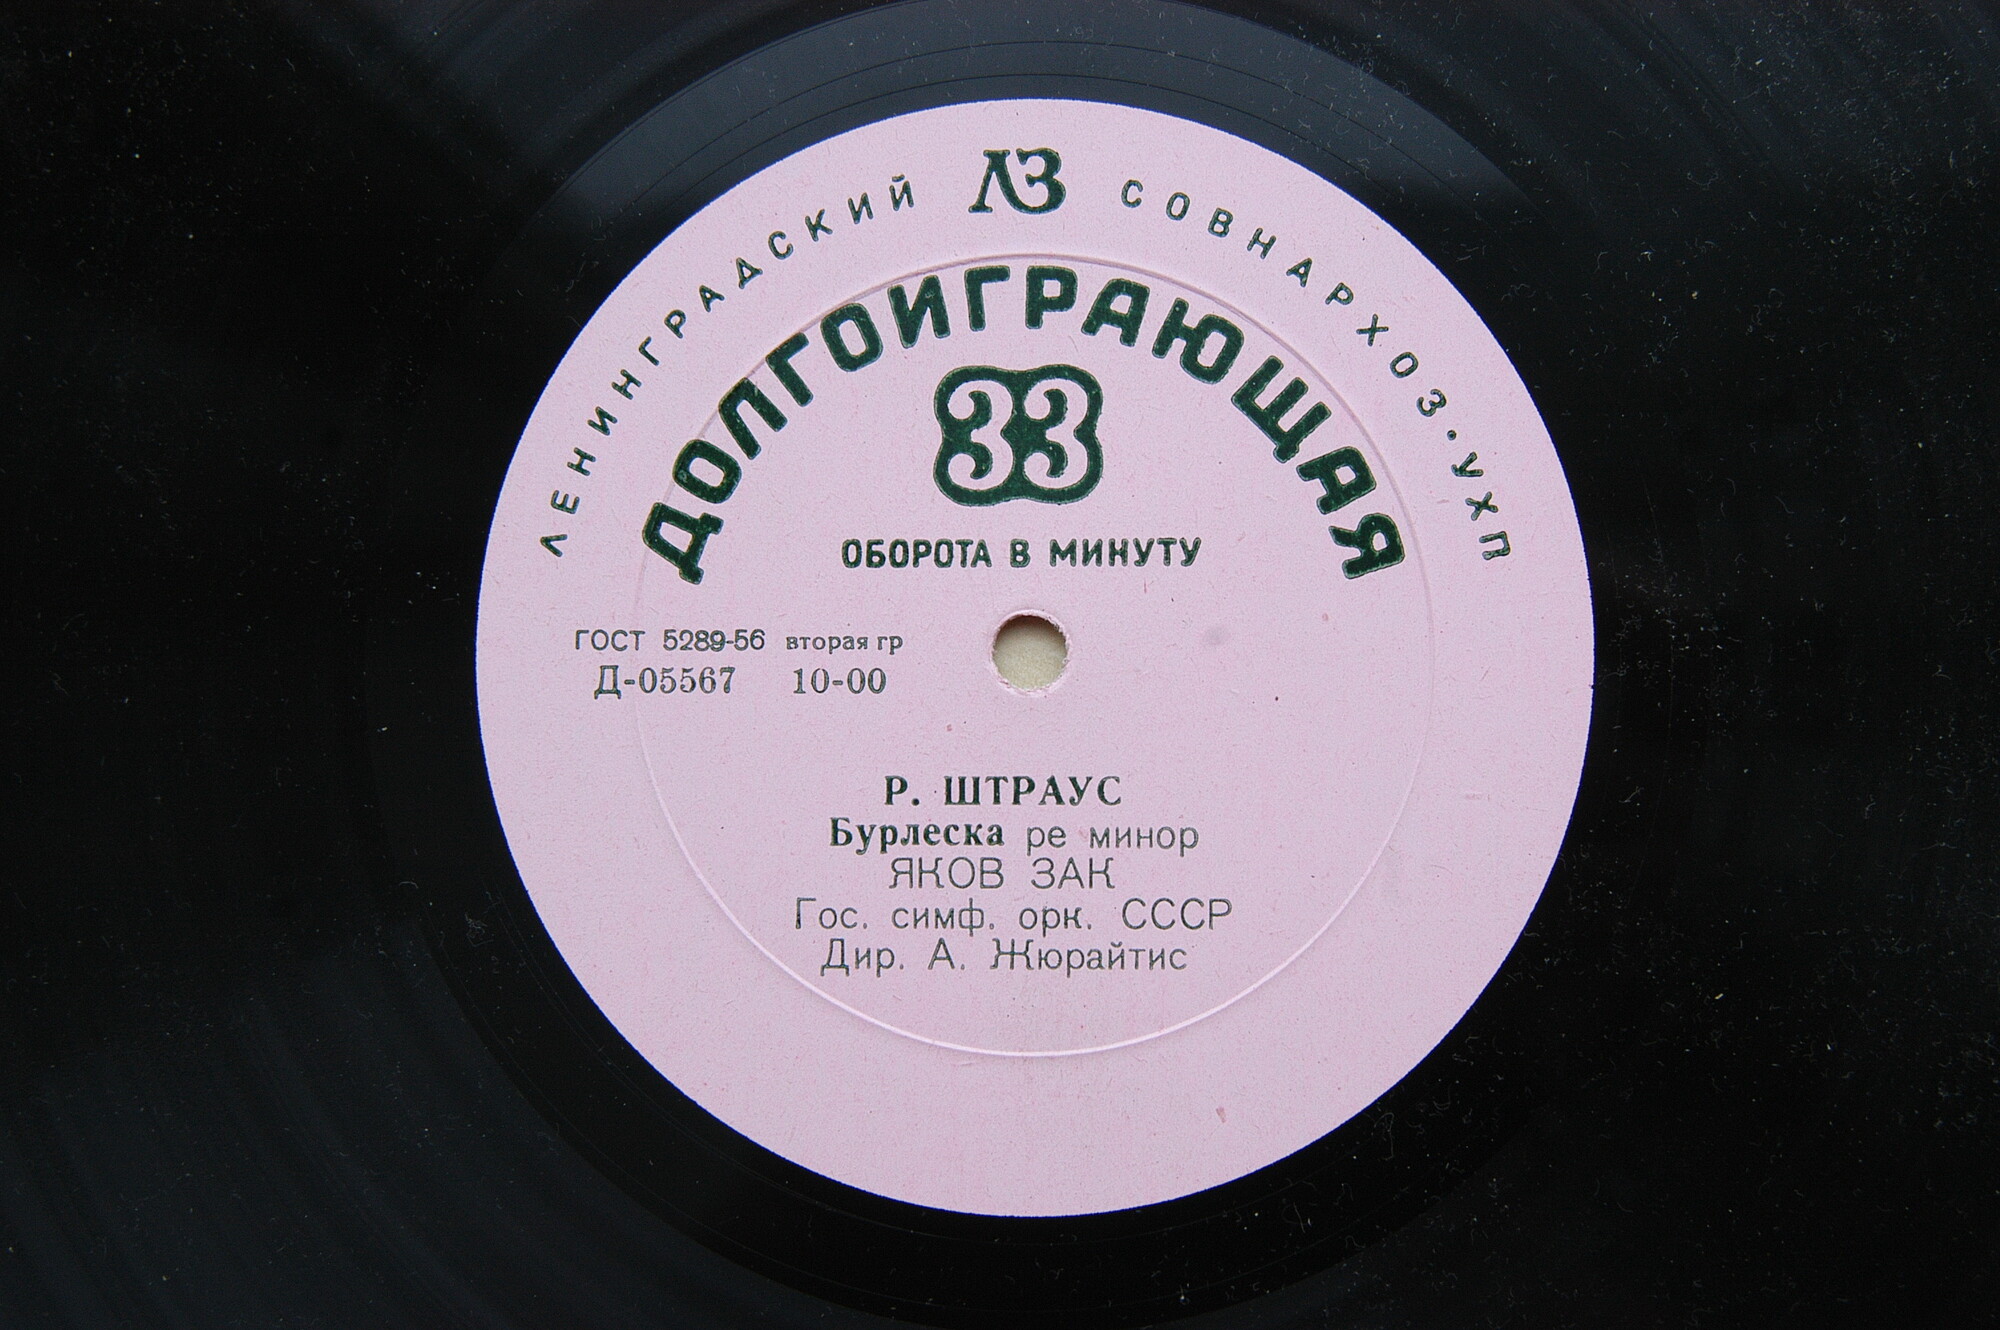 ЛЕНИНГРАДСКИЙ ЛЗ СОВНАРХОЗ · УХП
ДОЛГОИГРАЮЩАЯ
33
ОБОРОТА В МИНУТУ
ГОСТ 5289-56 вторая гр
Д-05567 10-00
Р. ШТРАУС
Бурлеска ре минор
ЯКОВ ЗАК
Гос. симф. орк. СССР
Дир. А. Жюрайтис